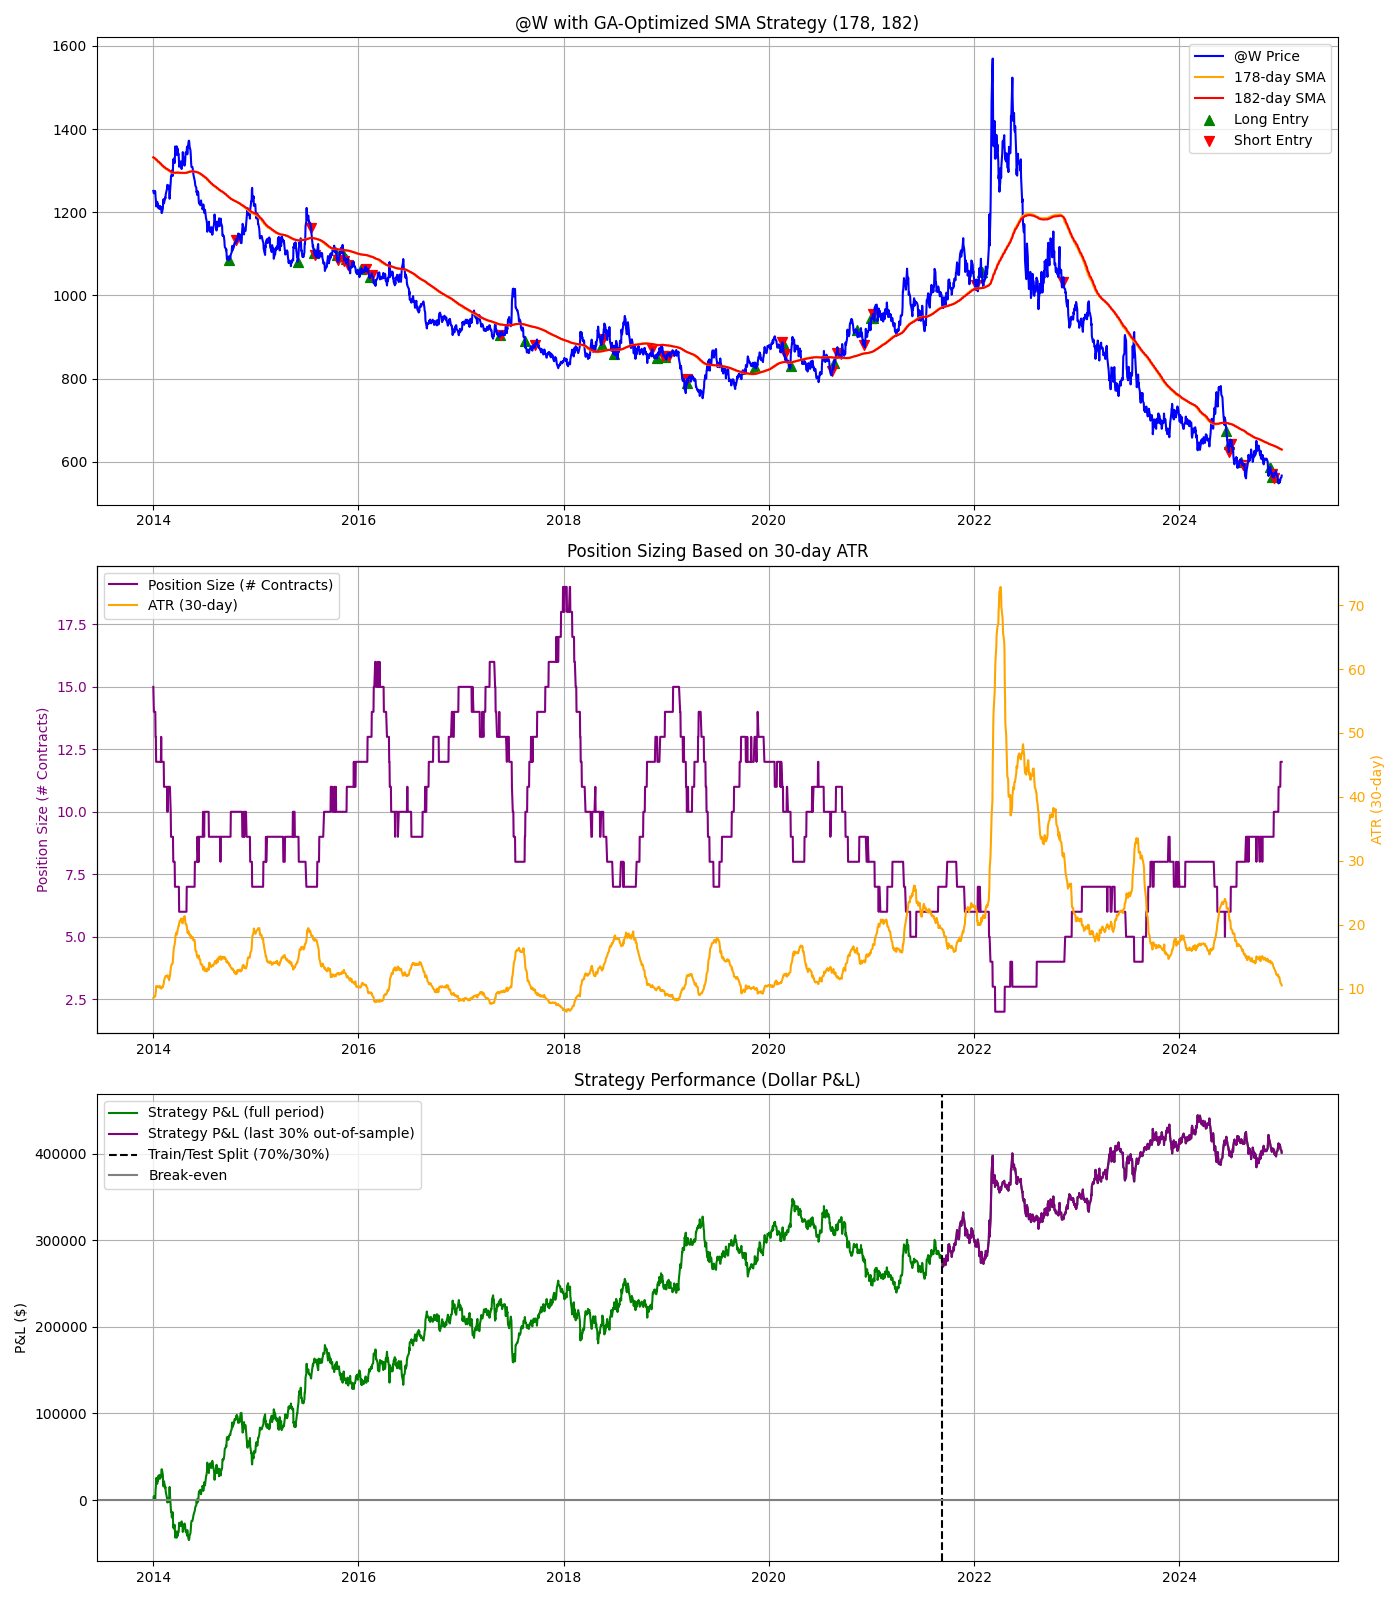 @W with GA-Optimized SMA Strategy (178, 182)
1600
1400
1200
1000
800
600
@W Price
178-day SMA
182-day SMA
Long Entry
Short Entry
2014 2016 2018 2020 2022 2024
Position Sizing Based on 30-day ATR
Position Size (# Contracts)
17.5
15.0
12.5
10.0
7.5
5.0
2.5
Position Size (# Contracts)
ATR (30-day)
70
60
50
40
30
20
10
ATR (30-day)
2014 2016 2018 2020 2022 2024
Strategy Performance (Dollar P&L)
P&L ($)
400000
300000
200000
100000
0
Strategy P&L (full period)
Strategy P&L (last 30% out-of-sample)
Train/Test Split (70%/30%)
Break-even
2014 2016 2018 2020 2022 2024